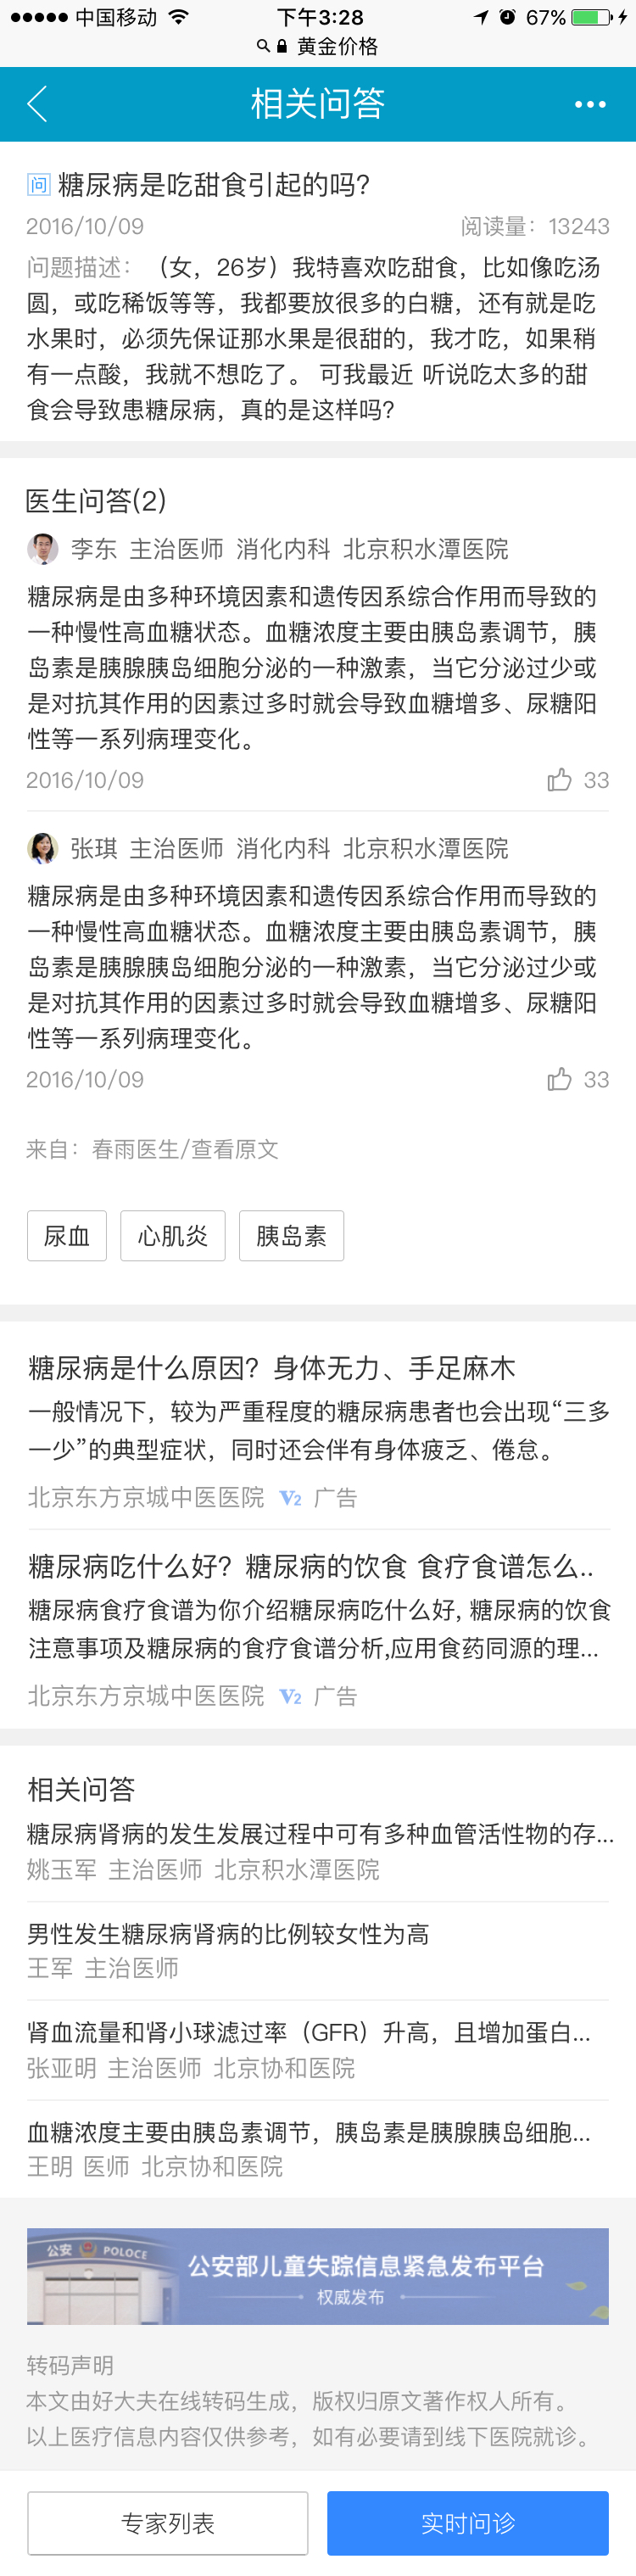 中国移动 下午3:28 67%
黄金价格
相关问答
问 糖尿病是吃甜食引起的吗?
2016/10/09 阅读量：13243
问题描述：（女，26岁）我特喜欢吃甜食，比如像吃汤
圆，或吃稀饭等等，我都要放很多的白糖，还有就是吃
水果时，必须先保证那水果是很甜的，我才吃，如果稍
有一点酸，我就不想吃了。 可我最近 听说吃太多的甜
食会导致患糖尿病，真的是这样吗?
医生问答(2)
李东 主治医师 消化内科 北京积水潭医院
糖尿病是由多种环境因素和遗传因系综合作用而导致的
一种慢性高血糖状态。血糖浓度主要由胰岛素调节，胰
岛素是胰腺胰岛细胞分泌的一种激素，当它分泌过少或
是对抗其作用的因素过多时就会导致血糖增多、尿糖阳
性等一系列病理变化。
2016/10/09 33
张琪 主治医师 消化内科 北京积水潭医院
糖尿病是由多种环境因素和遗传因系综合作用而导致的
一种慢性高血糖状态。血糖浓度主要由胰岛素调节，胰
岛素是胰腺胰岛细胞分泌的一种激素，当它分泌过少或
是对抗其作用的因素过多时就会导致血糖增多、尿糖阳
性等一系列病理变化。
2016/10/09 33
来自：春雨医生/查看原文
尿血 心肌炎 胰岛素
糖尿病是什么原因？身体无力、手足麻木
一般情况下，较为严重程度的糖尿病患者也会出现“三多
一少”的典型症状，同时还会伴有身体疲乏、倦怠。
北京东方京城中医医院 V2 广告
糖尿病吃什么好？糖尿病的饮食 食疗食谱怎么..
糖尿病食疗食谱为你介绍糖尿病吃什么好, 糖尿病的饮食
注意事项及糖尿病的食疗食谱分析,应用食药同源的理...
北京东方京城中医医院 V2 广告
相关问答
糖尿病肾病的发生发展过程中可有多种血管活性物的存...
姚玉军 主治医师 北京积水潭医院
男性发生糖尿病肾病的比例较女性为高
王军 主治医师
肾血流量和肾小球滤过率（GFR）升高，且增加蛋白...
张亚明 主治医师 北京协和医院
血糖浓度主要由胰岛素调节，胰岛素是胰腺胰岛细胞...
王明 医师 北京协和医院
公安 POLOCE
公安部儿童失踪信息紧急发布平台
权威发布
转码声明
本文由好大夫在线转码生成，版权归原文著作权人所有。
以上医疗信息内容仅供参考，如有必要请到线下医院就诊。
专家列表 实时问诊